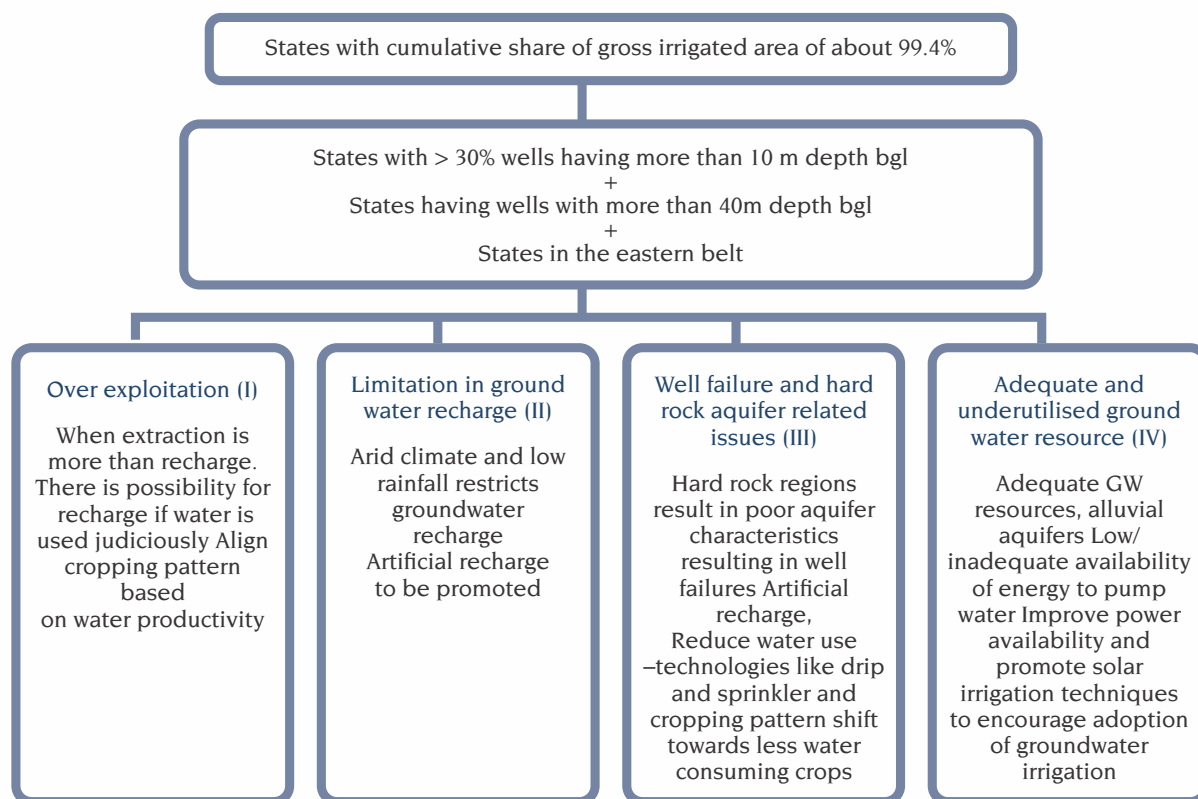 States with cumulative share of gross irrigated area of about 99.4%
States with > 30% wells having more than 10 m depth bgl
+
States having wells with more than 40m depth bgl
+
States in the eastern belt
Over exploitation (I)
When extraction is
more than recharge.
There is possibility for
recharge if water is
used judiciously Align
cropping pattern
based
on water productivity
Limitation in ground
water recharge (II)
Arid climate and low
rainfall restricts
groundwater
recharge
Artificial recharge
to be promoted
Well failure and hard
rock aquifer related
issues (III)
Hard rock regions
result in poor aquifer
characteristics
resulting in well
failures Artificial
recharge,
Reduce water use
–technologies like drip
and sprinkler and
cropping pattern shift
towards less water
consuming crops
Adequate and
underutilised ground
water resource (IV)
Adequate GW
resources, alluvial
aquifers Low/
inadequate availability
of energy to pump
water Improve power
availability and
promote solar
irrigation techniques
to encourage adoption
of groundwater
irrigation